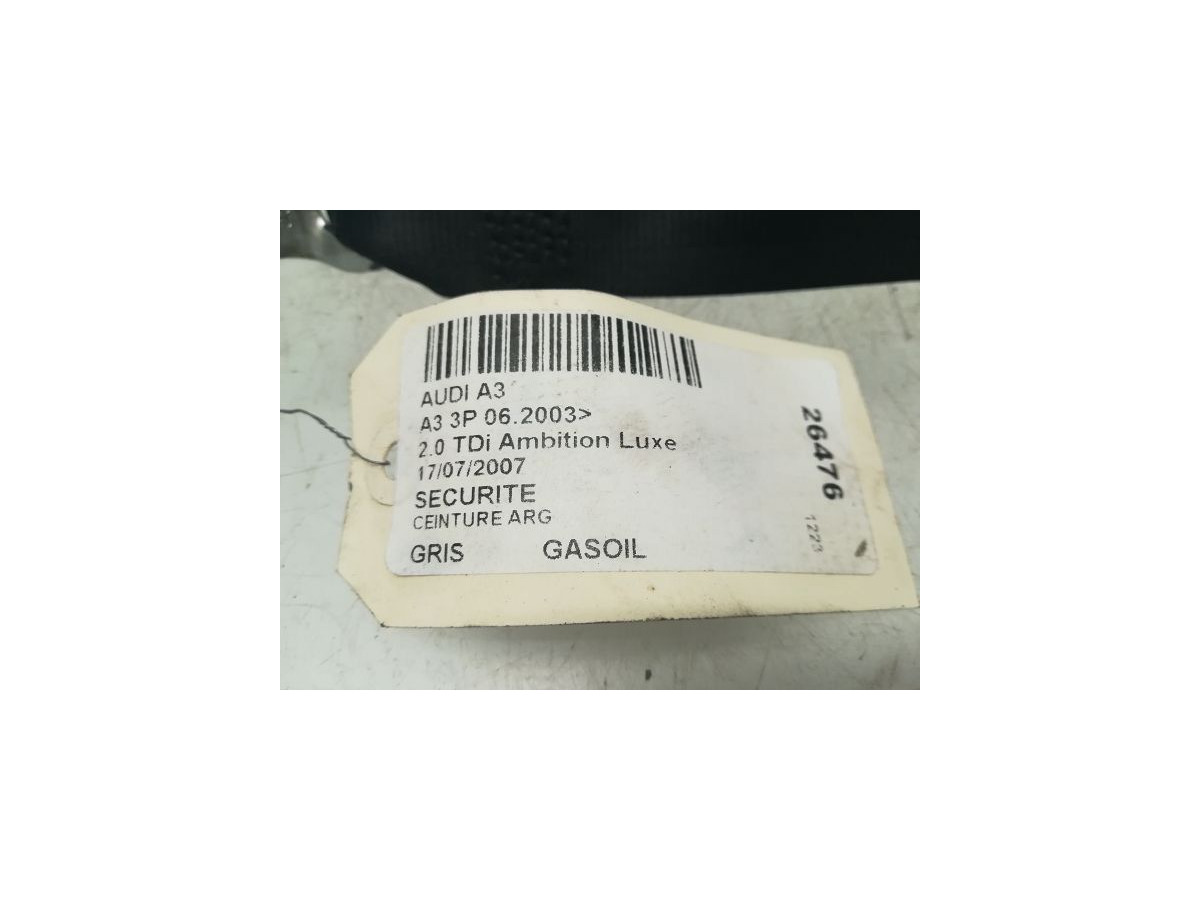 AUDI A3
A3 3P 06.2003>
2.0 TDi Ambition Luxe
17/07/2007
SECURITE
CEINTURE ARG
GRIS GASOIL
26476
1223